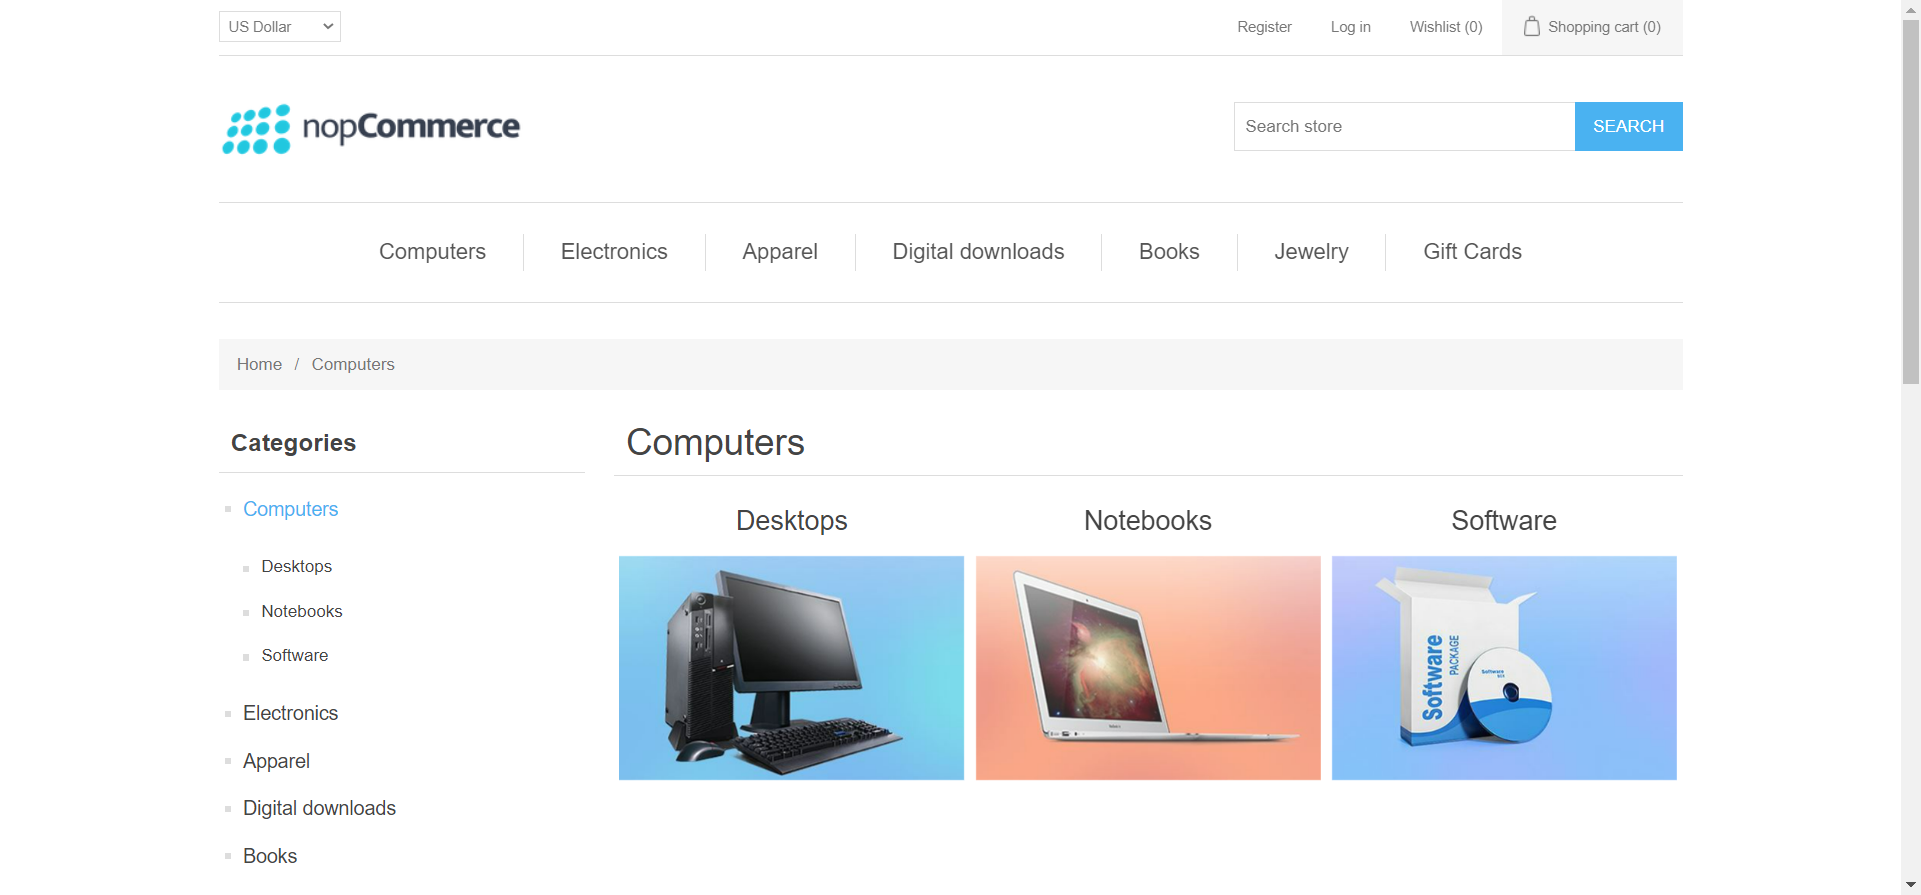 US Dollar
Register
Log in
Wishlist (0)
Shopping cart (0)
nopCommerce
Search store
SEARCH
Computers
Electronics
Apparel
Digital downloads
Books
Jewelry
Gift Cards
Home / Computers
Categories
Computers
Desktops
Notebooks
Software
Electronics
Apparel
Digital downloads
Books
Computers
Desktops
Notebooks
Software
Software
PACKAGE
Software